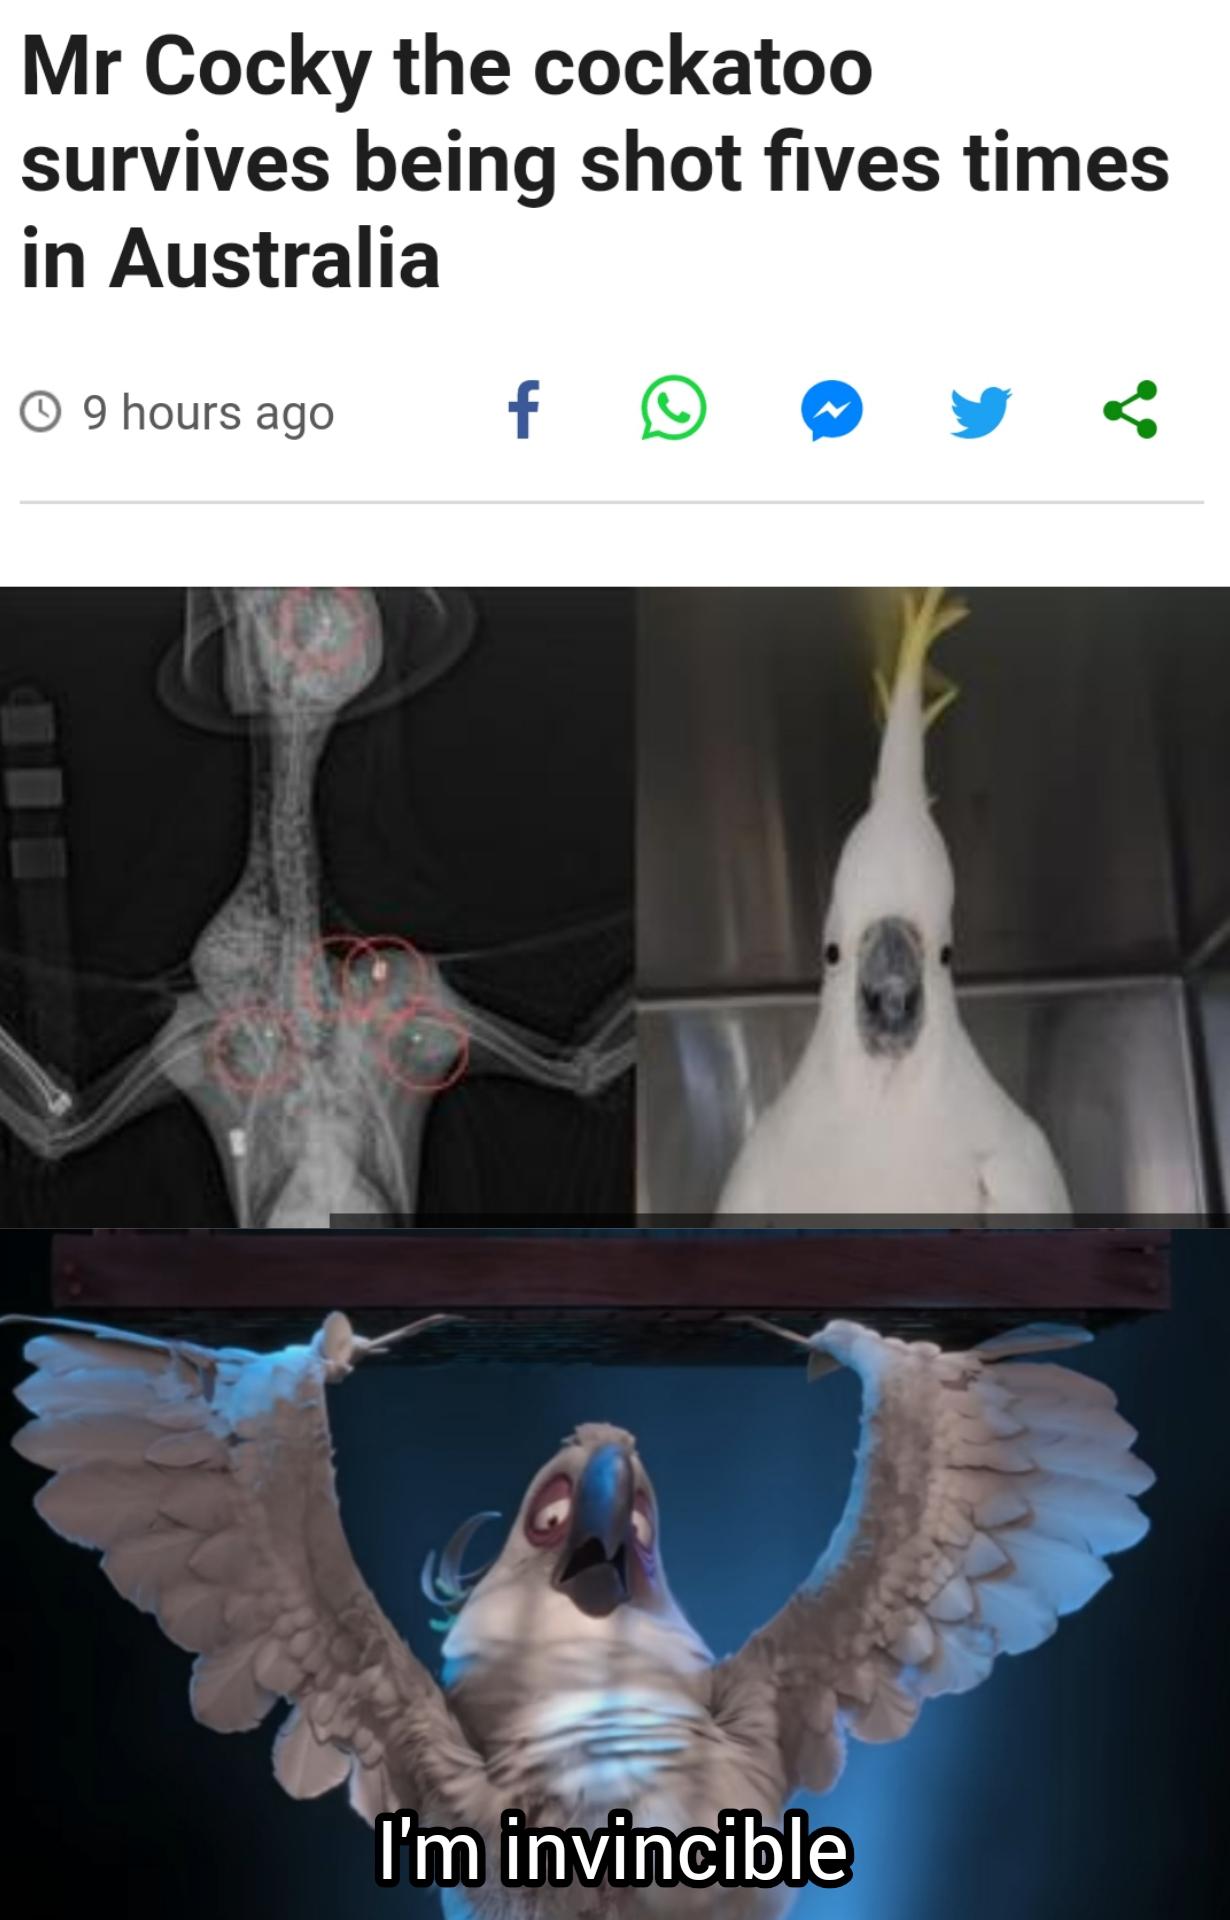 Mr Cocky the cockatoo
survives being shot fives times
in Australia
9 hours ago
I'm invincible